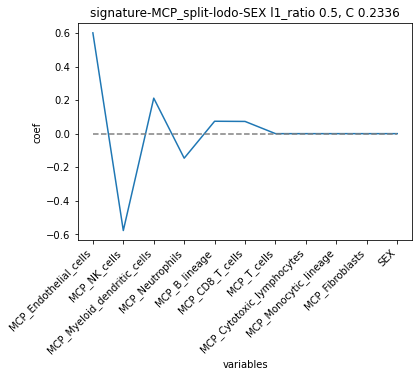 signature-MCP_split-lodo-SEX l1_ratio 0.5, C 0.2336
0.6
0.4
0.2
0.0
−0.2
−0.4
−0.6
coef
MCP_Endothelial_cells
MCP_NK_cells
MCP_Myeloid_dendritic_cells
MCP_Neutrophils
MCP_B_lineage
MCP_CD8_T_cells
MCP_T_cells
MCP_Cytotoxic_lymphocytes
MCP_Monocytic_lineage
MCP_Fibroblasts
SEX
variables